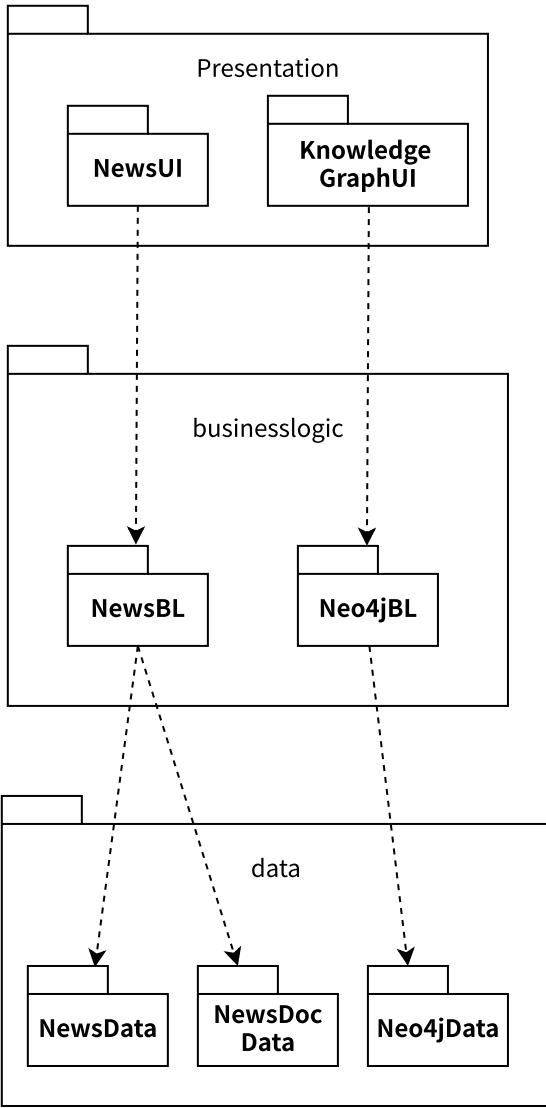 Presentation
NewsUI
Knowledge
GraphUI
businesslogic
NewsBL
Neo4jBL
data
NewsData
NewsDoc
Data
Neo4jData